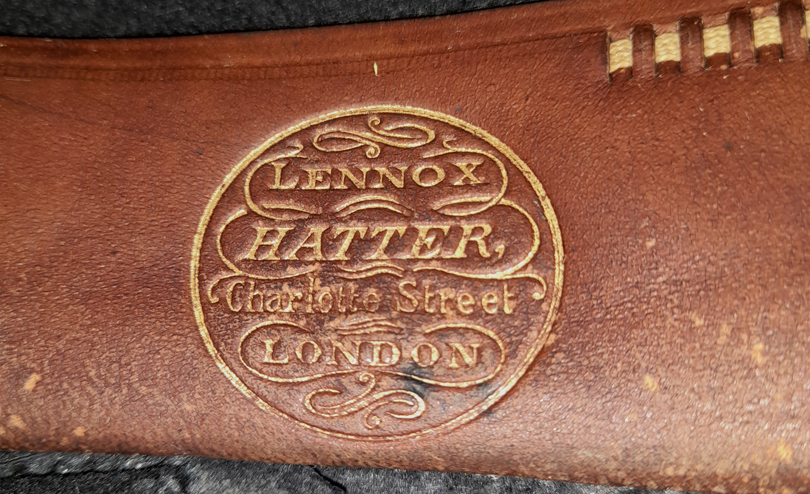 LENNOX
HATTER,
Charlotte Street
LONDON